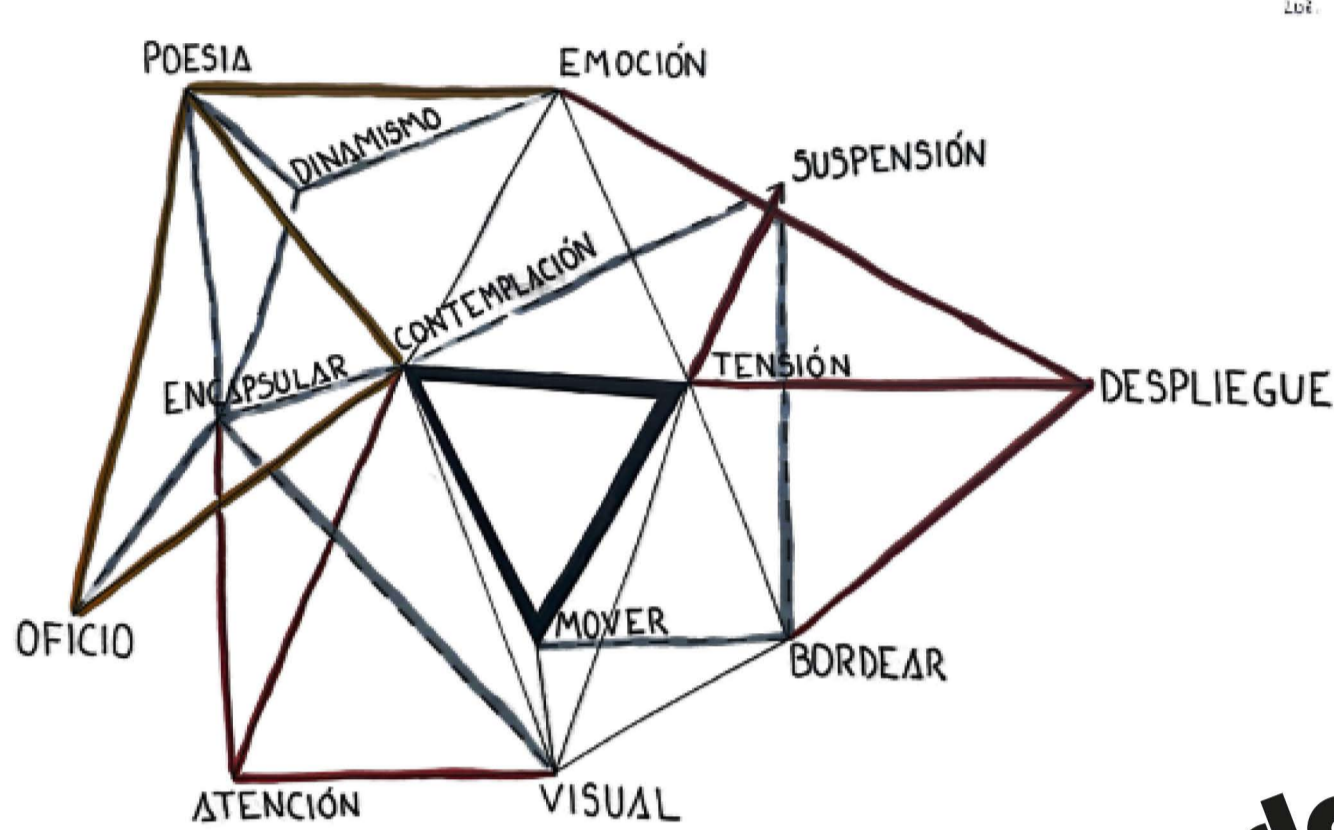 POESIA
EMOCIÓN
DINAMISMO
SUSPENSIÓN
CONTEMPLACIÓN
TENSIÓN
ENCAPSULAR
DESPLIEGUE
MOVER
OFICIO
BORDEAR
ATENCIÓN
VISUAL